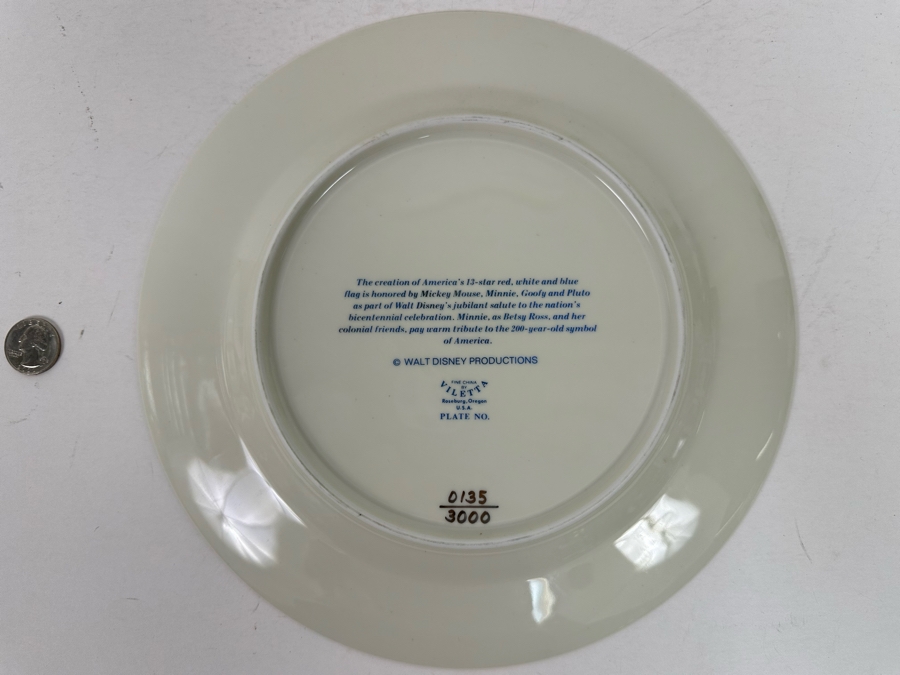 The creation of America's 13-star red, white and blue
flag is honored by Mickey Mouse, Minnie, Goofy and Pluto
as part of Walt Disney's jubilant salute to the nation's
bicentennial celebration. Minnie, as Betsy Ross, and her
colonial friends, pay warm tribute to the 200-year-old symbol
of America.
© WALT DISNEY PRODUCTIONS
FINE CHINA
BY
VILETTA
Roseburg, Oregon
U.S.A.
PLATE NO.
0135
3000